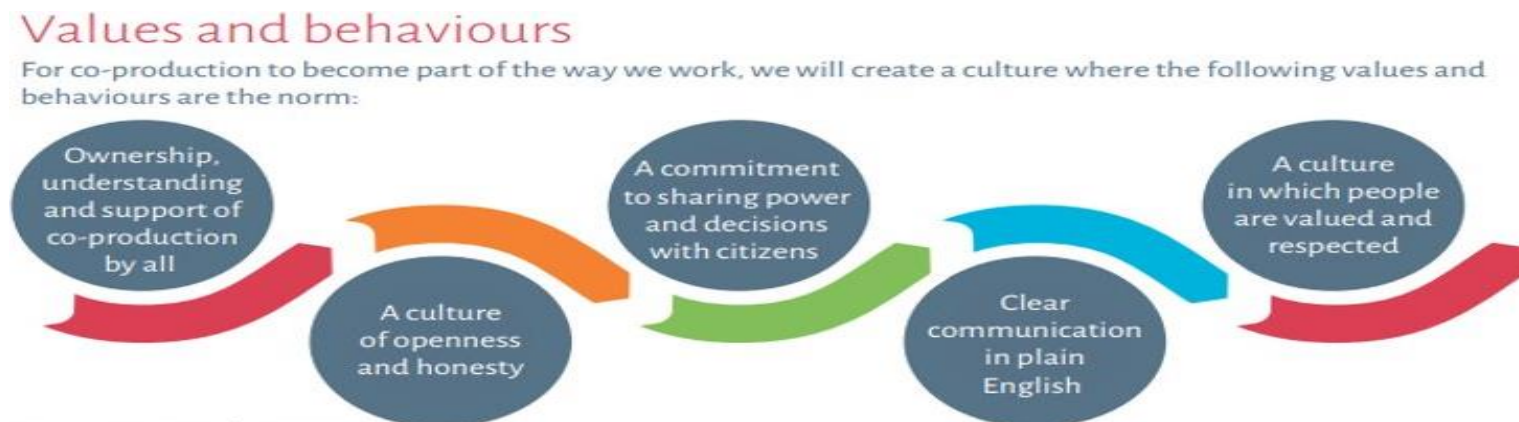 Values and behaviours
For co-production to become part of the way we work, we will create a culture where the following values and
behaviours are the norm:
Ownership,
understanding
and support of
co-production
by all
A culture
of openness
and honesty
A commitment
to sharing power
and decisions
with citizens
Clear
communication
in plain
English
A culture
in which people
are valued and
respected